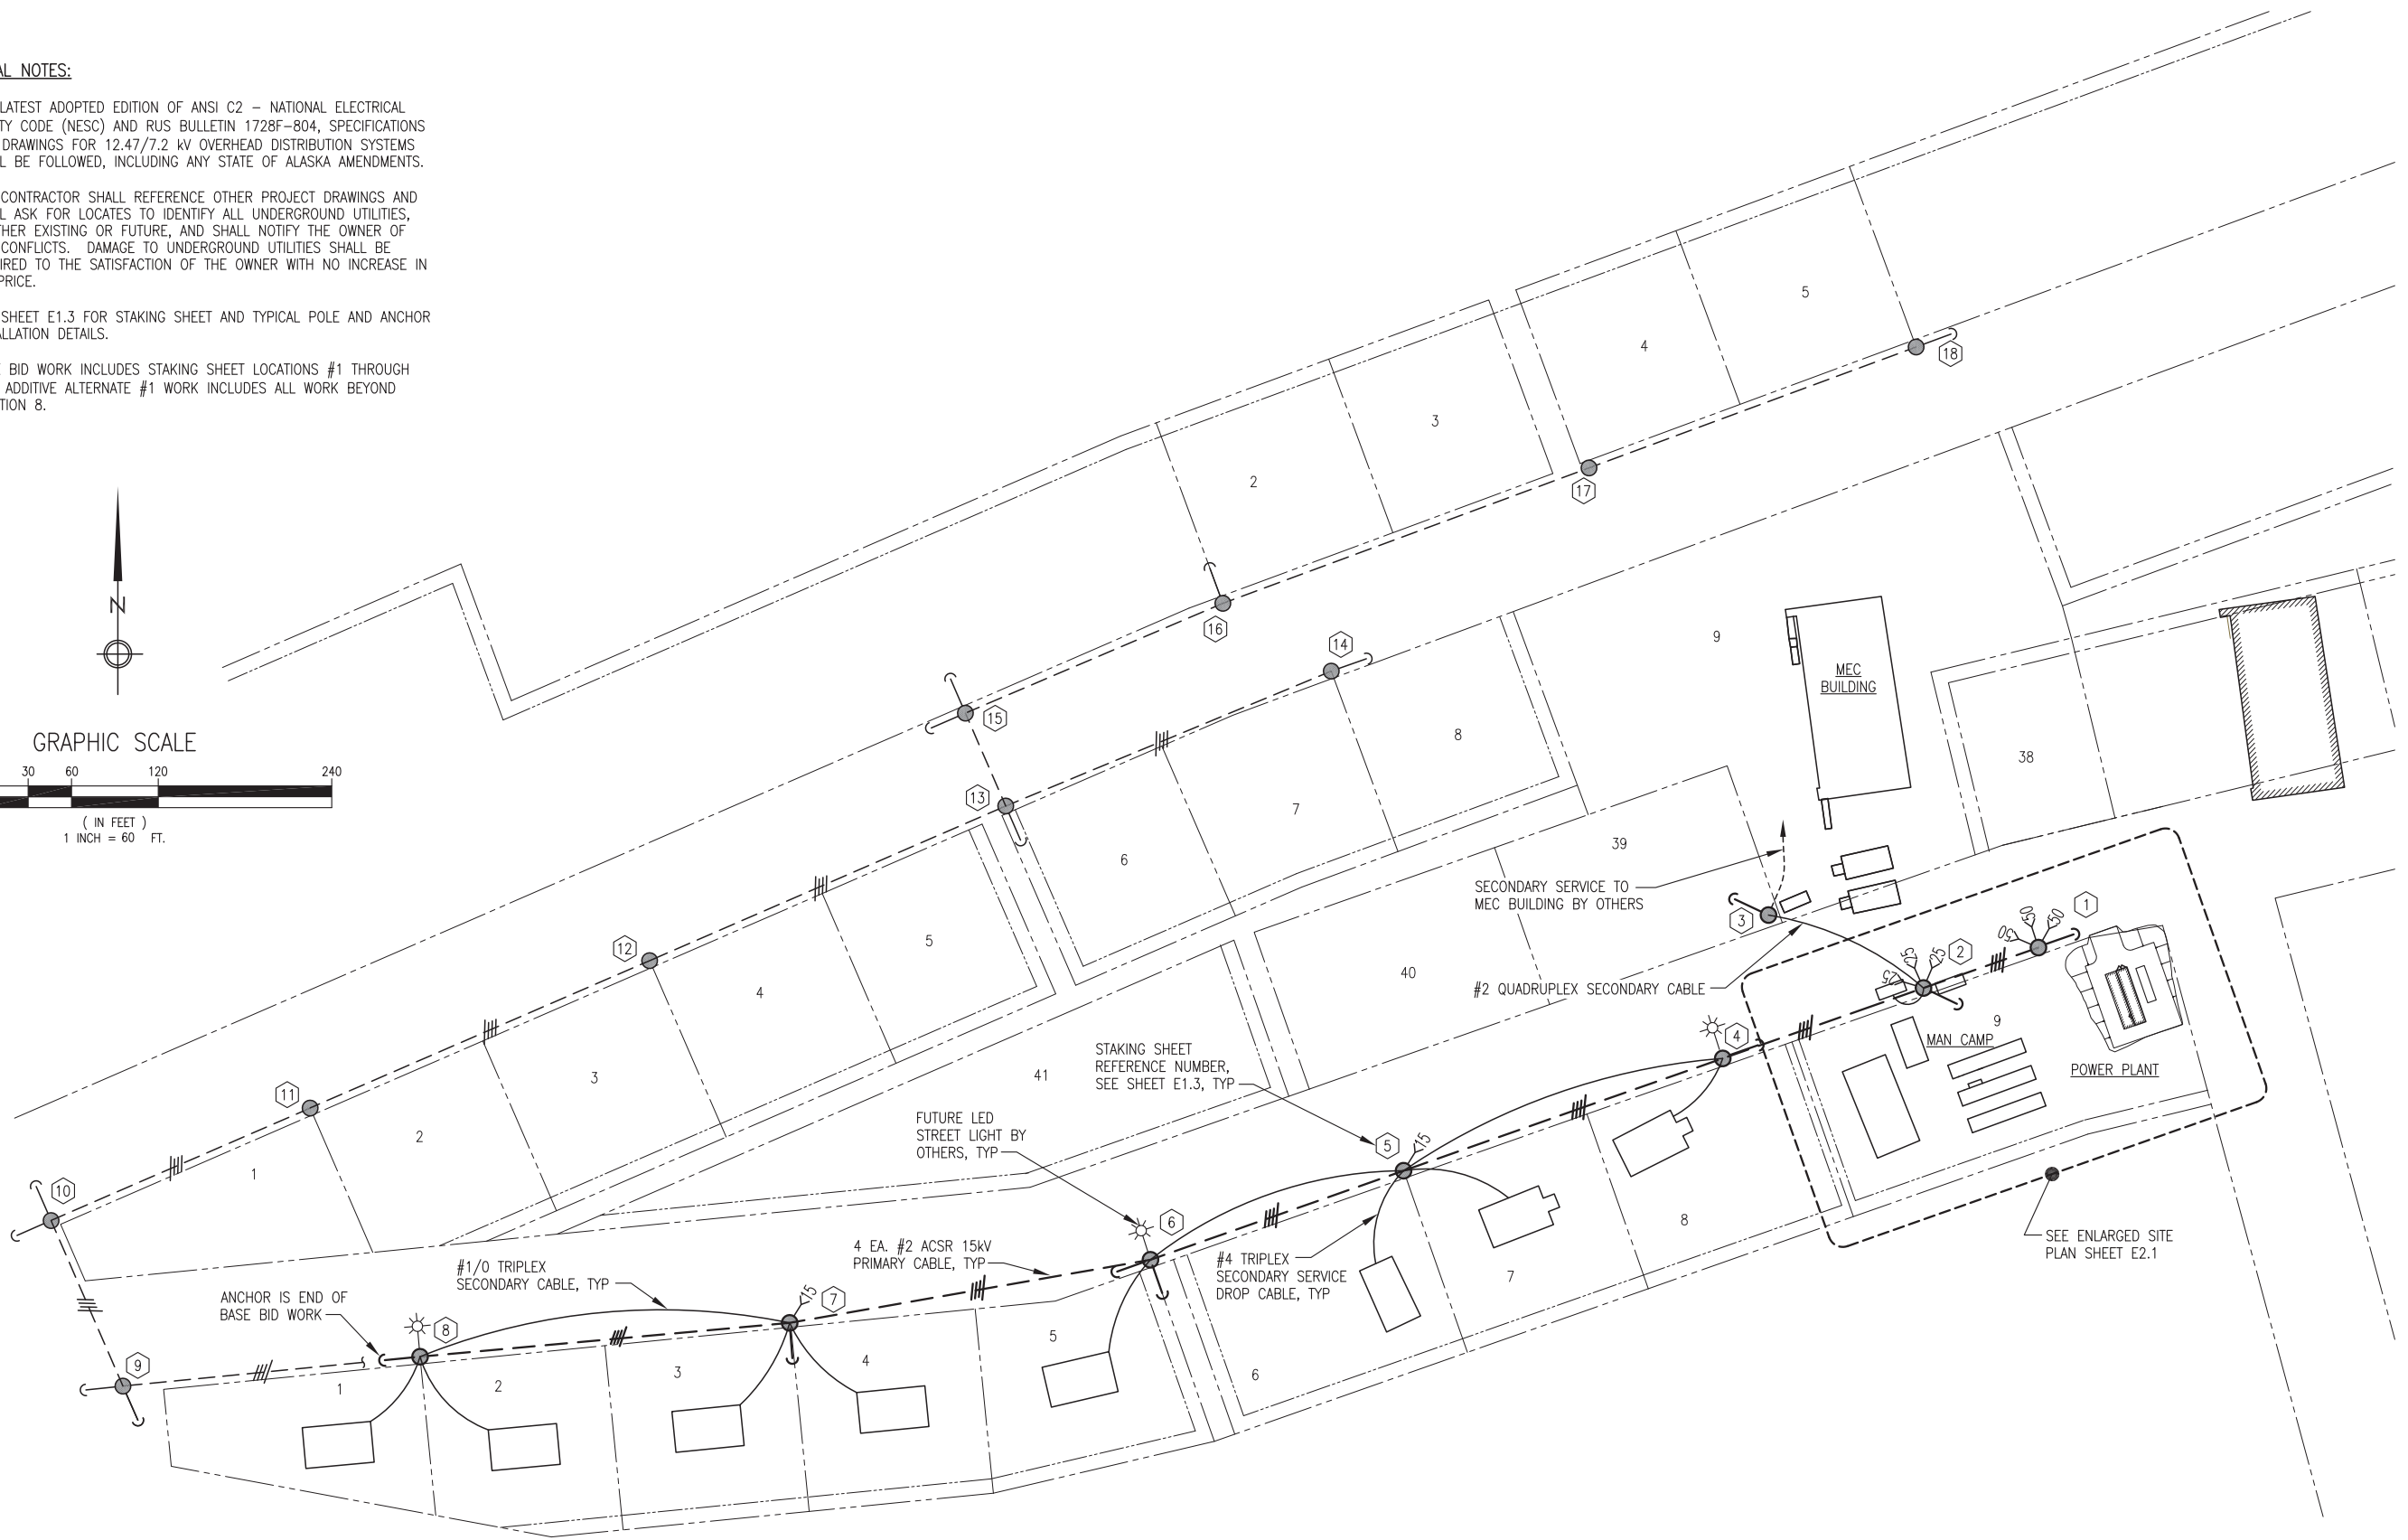 NOTES:
LATEST ADOPTED EDITION OF ANSI C2 – NATIONAL ELECTRICAL
CODE (NESC) AND RUS BULLETIN 1728F-804, SPECIFICATIONS
DRAWINGS FOR 12.47/7.2 kV OVERHEAD DISTRIBUTION SYSTEMS
BE FOLLOWED, INCLUDING ANY STATE OF ALASKA AMENDMENTS.
CONTRACTOR SHALL REFERENCE OTHER PROJECT DRAWINGS AND
ASK FOR LOCATES TO IDENTIFY ALL UNDERGROUND UTILITIES,
EXISTING OR FUTURE, AND SHALL NOTIFY THE OWNER OF
CONFLICTS. DAMAGE TO UNDERGROUND UTILITIES SHALL BE
TO THE SATISFACTION OF THE OWNER WITH NO INCREASE IN
PRICE.
SHEET E1.3 FOR STAKING SHEET AND TYPICAL POLE AND ANCHOR
DETAILS.
BID WORK INCLUDES STAKING SHEET LOCATIONS #1 THROUGH
ADDITIVE ALTERNATE #1 WORK INCLUDES ALL WORK BEYOND
8.
N
GRAPHIC SCALE
30 60 120 240
( IN FEET )
1 INCH = 60 FT.
5
4
18
3
2
17
16
14
9
MEC
BUILDING
15
8
38
13
7
6
39
SECONDARY SERVICE TO
MEC BUILDING BY OTHERS
3
1
50
50
50
12
5
4
40
#2 QUADRUPLEX SECONDARY CABLE
2
25
25
25
9
MAN CAMP
POWER PLANT
4
STAKING SHEET
REFERENCE NUMBER,
SEE SHEET E1.3, TYP
41
3
11
2
1
10
FUTURE LED
STREET LIGHT BY
OTHERS, TYP
5
15
6
8
7
SEE ENLARGED SITE
PLAN SHEET E2.1
4 EA. #2 ACSR 15kV
PRIMARY CABLE, TYP
#4 TRIPLEX
SECONDARY SERVICE
DROP CABLE, TYP
#1/0 TRIPLEX
SECONDARY CABLE, TYP
ANCHOR IS END OF
BASE BID WORK
15
7
8
9
1
2
3
4
5
6